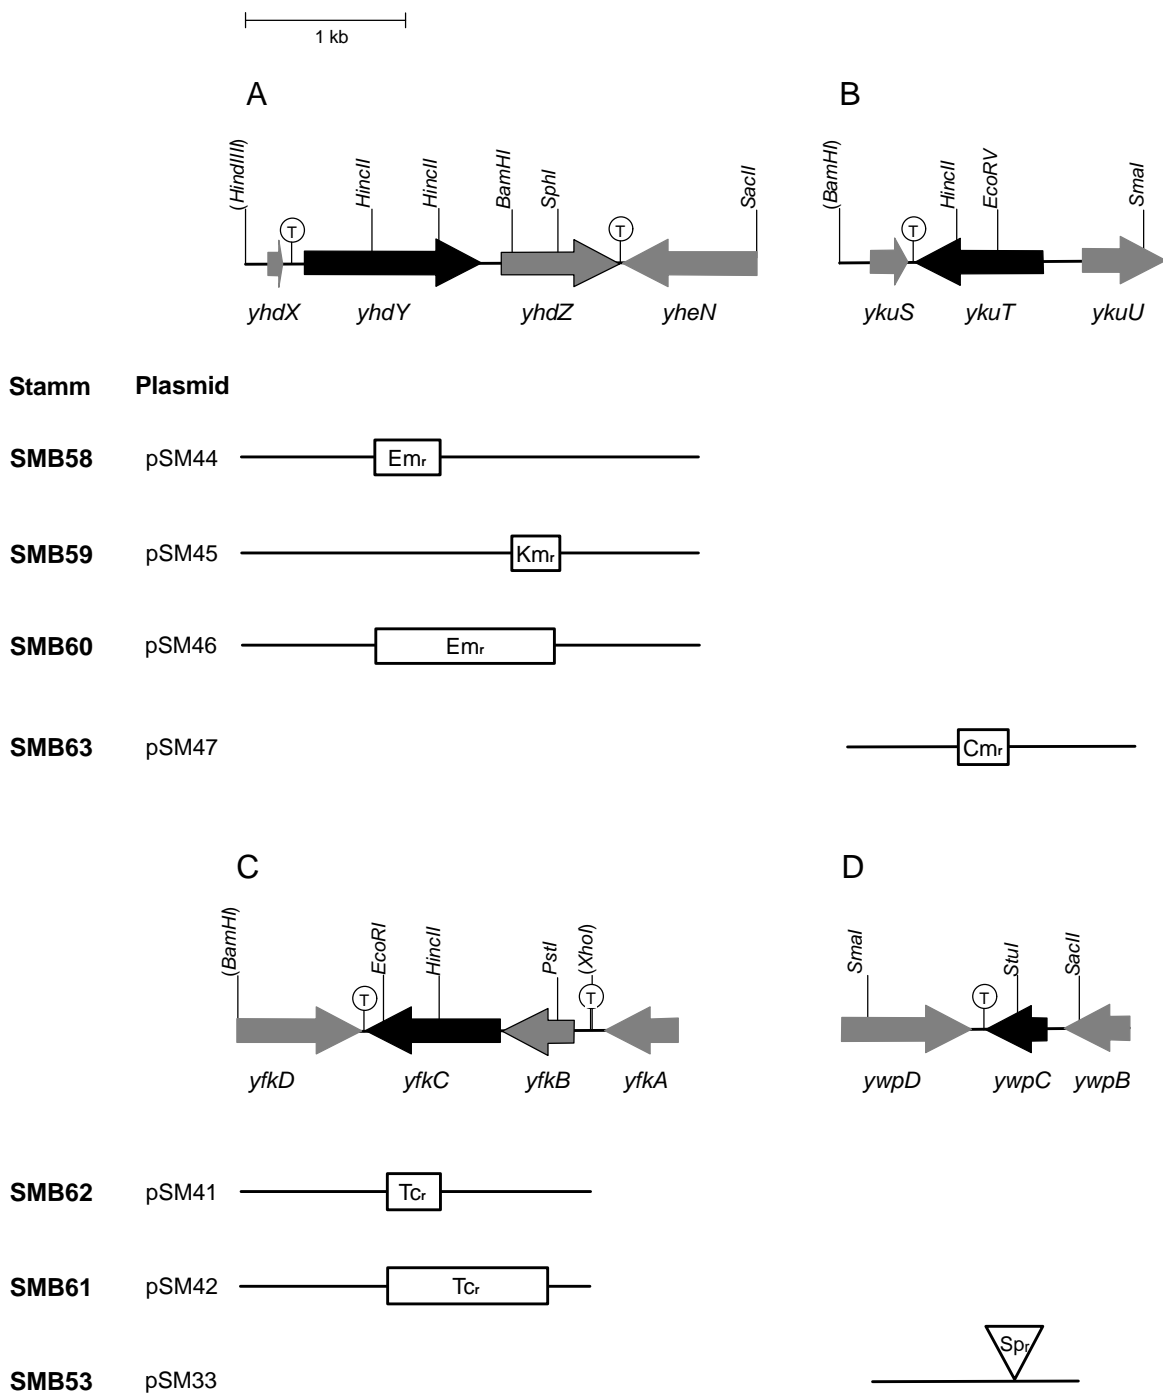 1 kb
A
B
(HindIII)
HincII
HincII
BamHI
SphI
SacII
(BamHI)
HincII
EcoRV
SmaI
T
T
T
yhdX yhdY yhdZ yheN
ykuS ykuT ykuU
Stamm Plasmid
SMB58 pSM44 Emr
SMB59 pSM45 Kmr
SMB60 pSM46 Emr
SMB63 pSM47 Cmr
C
D
(BamHI)
EcoRI
HincII
PstI
(XhoI)
SmaI
StuI
SacII
T
T
T
yfkD yfkC yfkB yfkA
ywpD ywpC ywpB
SMB62 pSM41 Tcr
SMB61 pSM42 Tcr
SMB53 pSM33 Spr